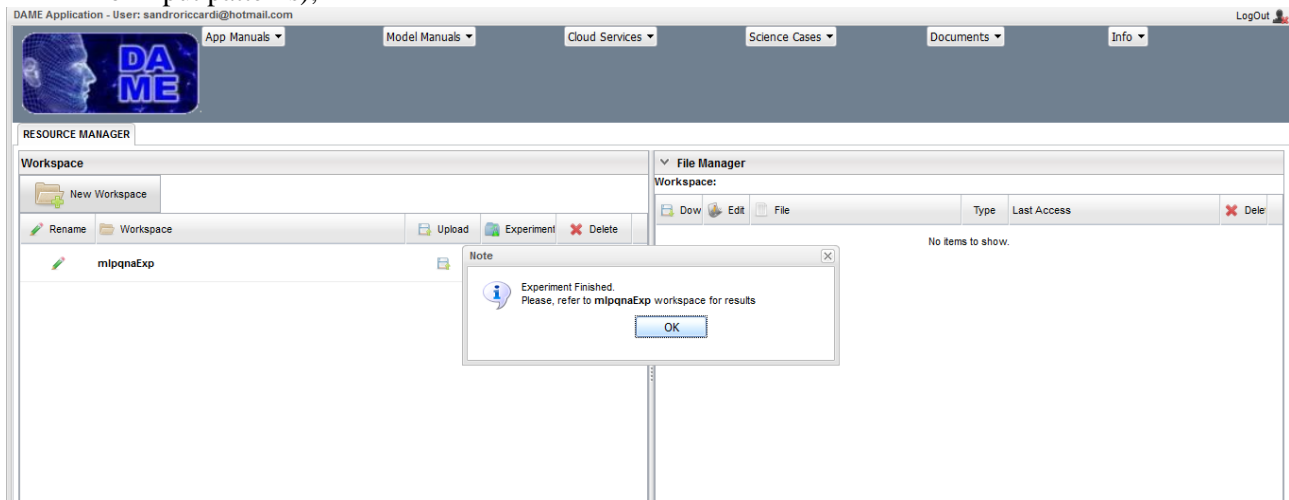 DAME Application - User: sandroriccardi@hotmail.com
LogOut
DA
ME
App Manuals
Model Manuals
Cloud Services
Science Cases
Documents
Info
RESOURCE MANAGER
Workspace
New Workspace
Rename Workspace Upload Experiment Delete
mlpqnaExp
File Manager
Workspace:
Dow Edit File Type Last Access Dele
No items to show.
Note
Experiment Finished.
Please, refer to mlpqnaExp workspace for results
OK